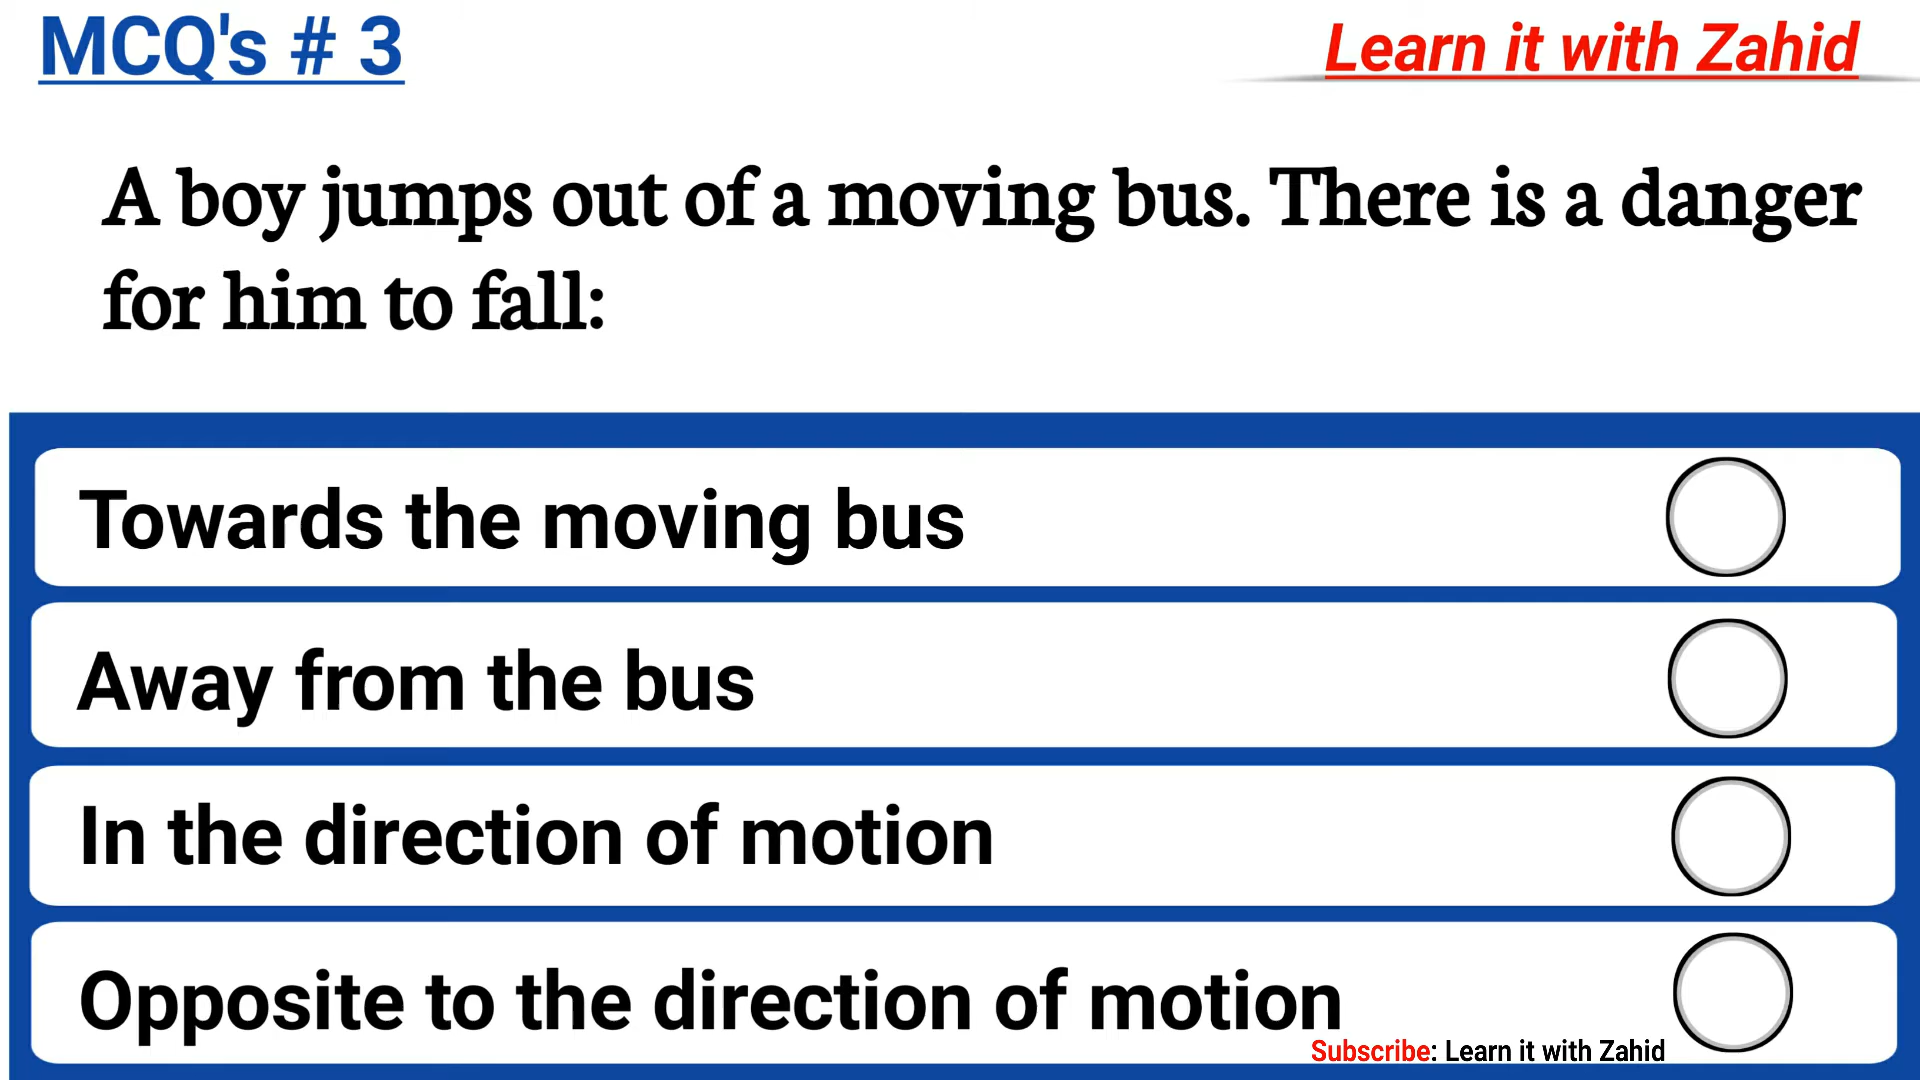 MCQ's # 3
Learn it with Zahid
A boy jumps out of a moving bus. There is a danger
for him to fall:
Towards the moving bus
Away from the bus
In the direction of motion
Opposite to the direction of motion
Subscribe: Learn it with Zahid